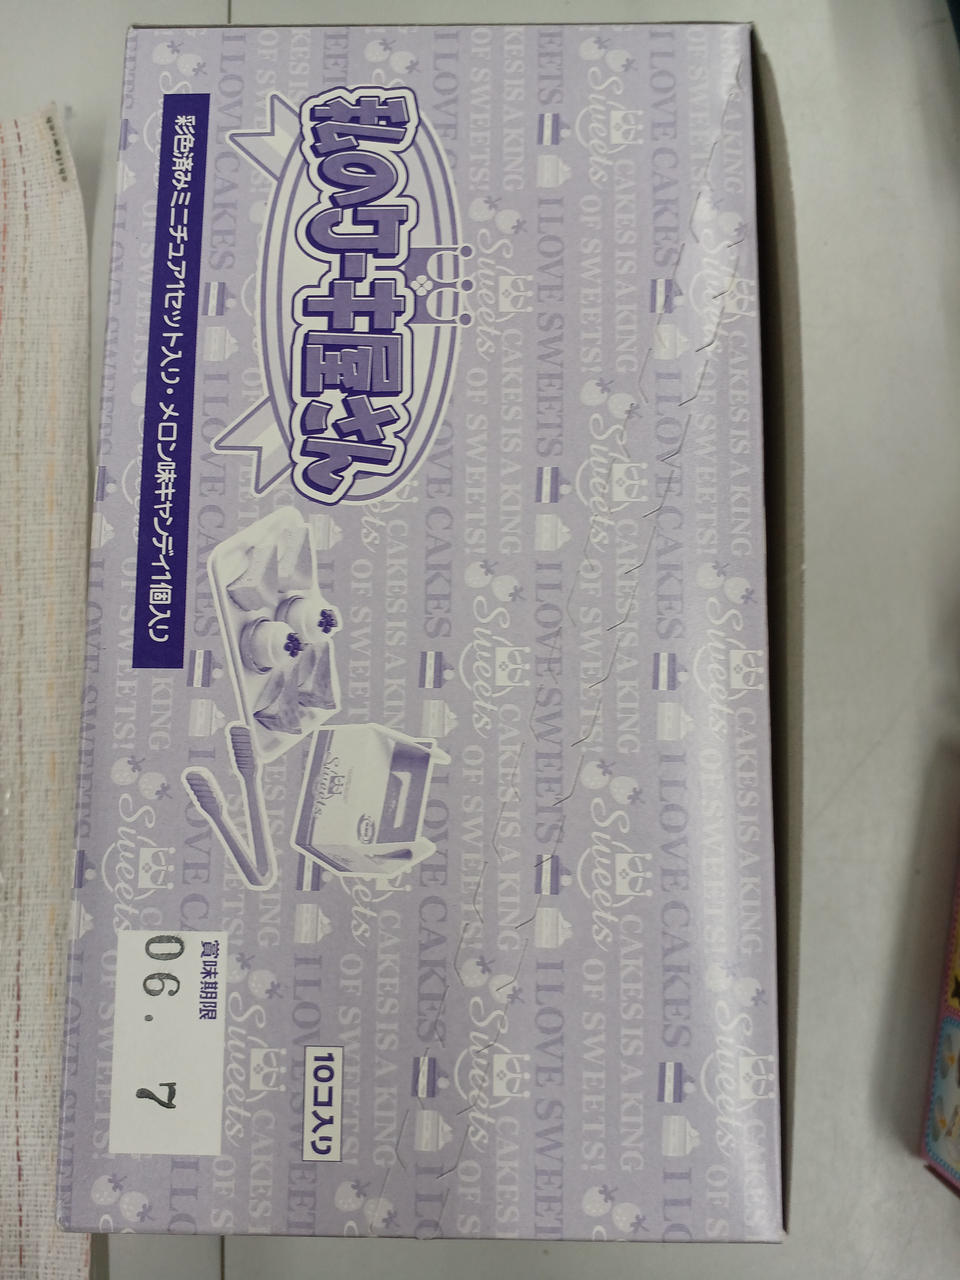 私のケーキ屋さん
彩色済みミニチュア1セット入り・メロン味キャンディ1個入り
賞味期限
06. 7
10コ入り
Sweets
I LOVE CAKES
I LOVE SWEETS
CAKES IS A KING
OF SWEETS!